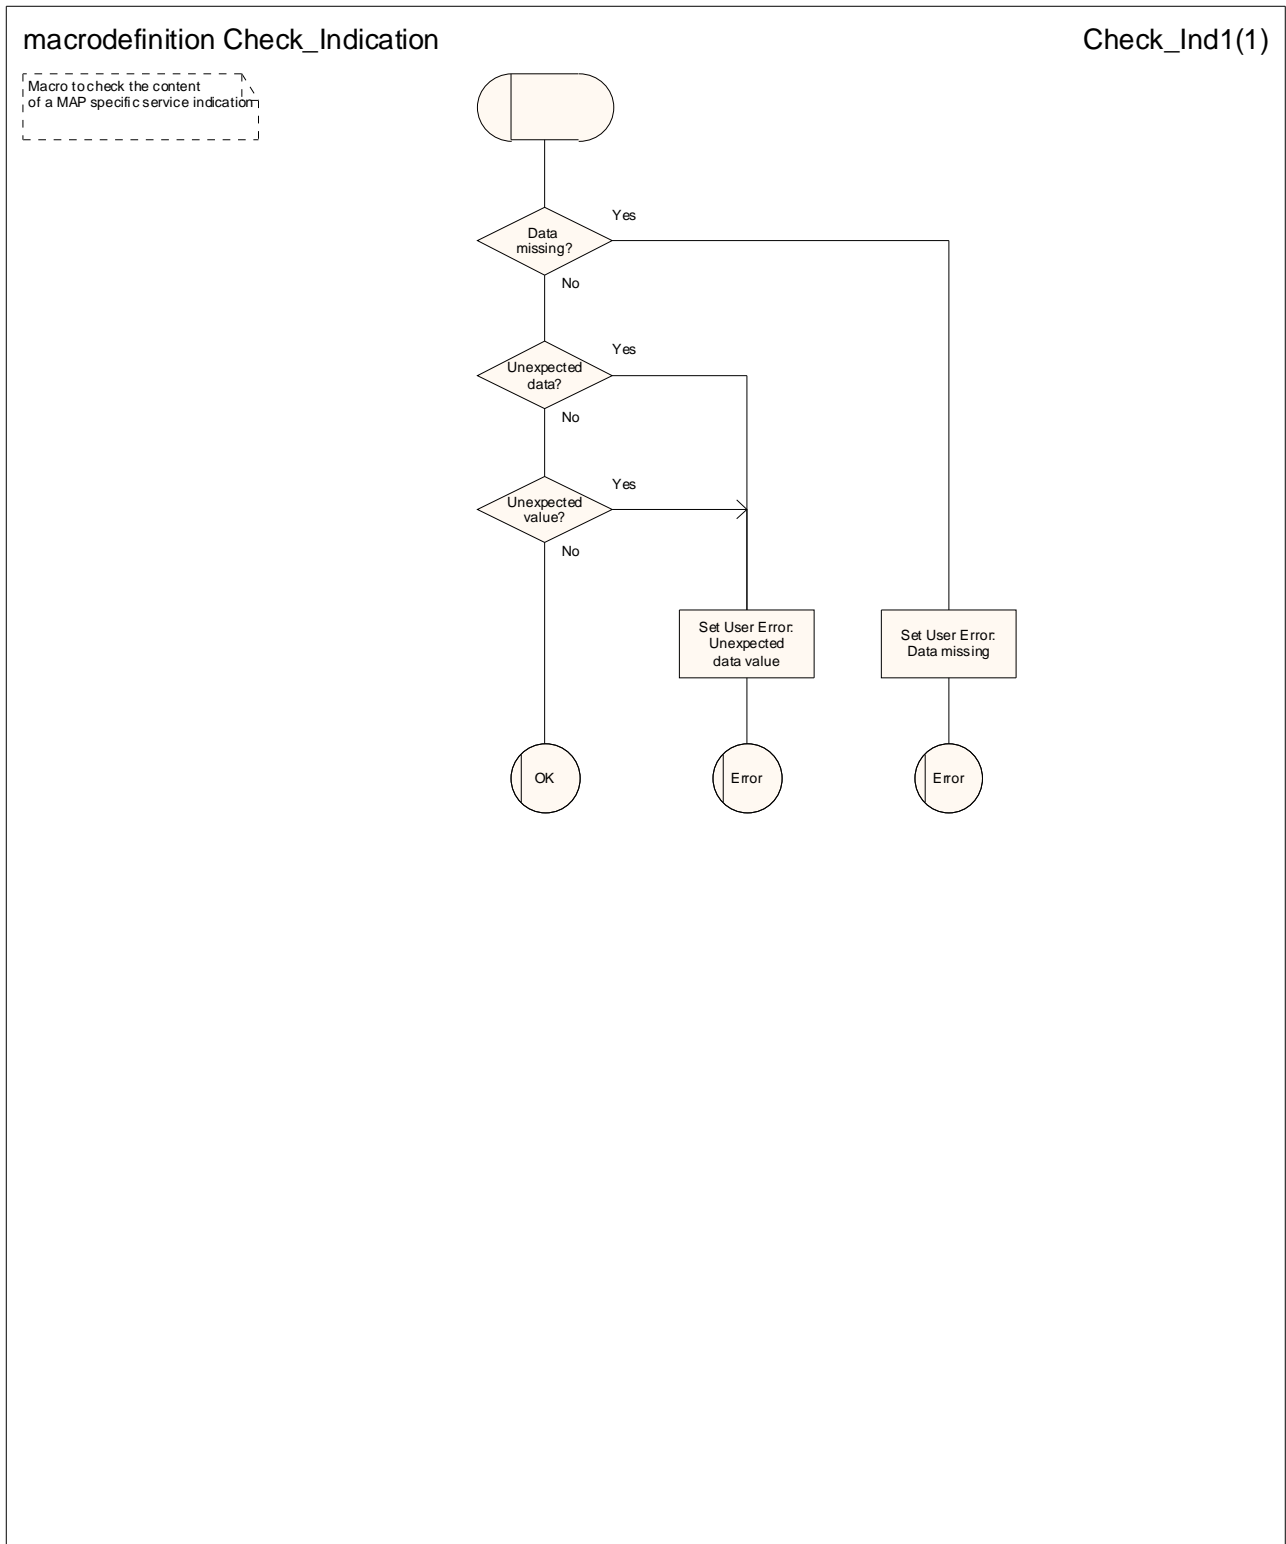 macrodefinition Check_Indication
Check_Ind1(1)
Macro to check the content
of a MAP specific service indication
Yes
Data
missing?
No
Yes
Unexpected
data?
No
Yes
Unexpected
value?
No
Set User Error:
Unexpected
data value
Set User Error:
Data missing
OK
Error
Error